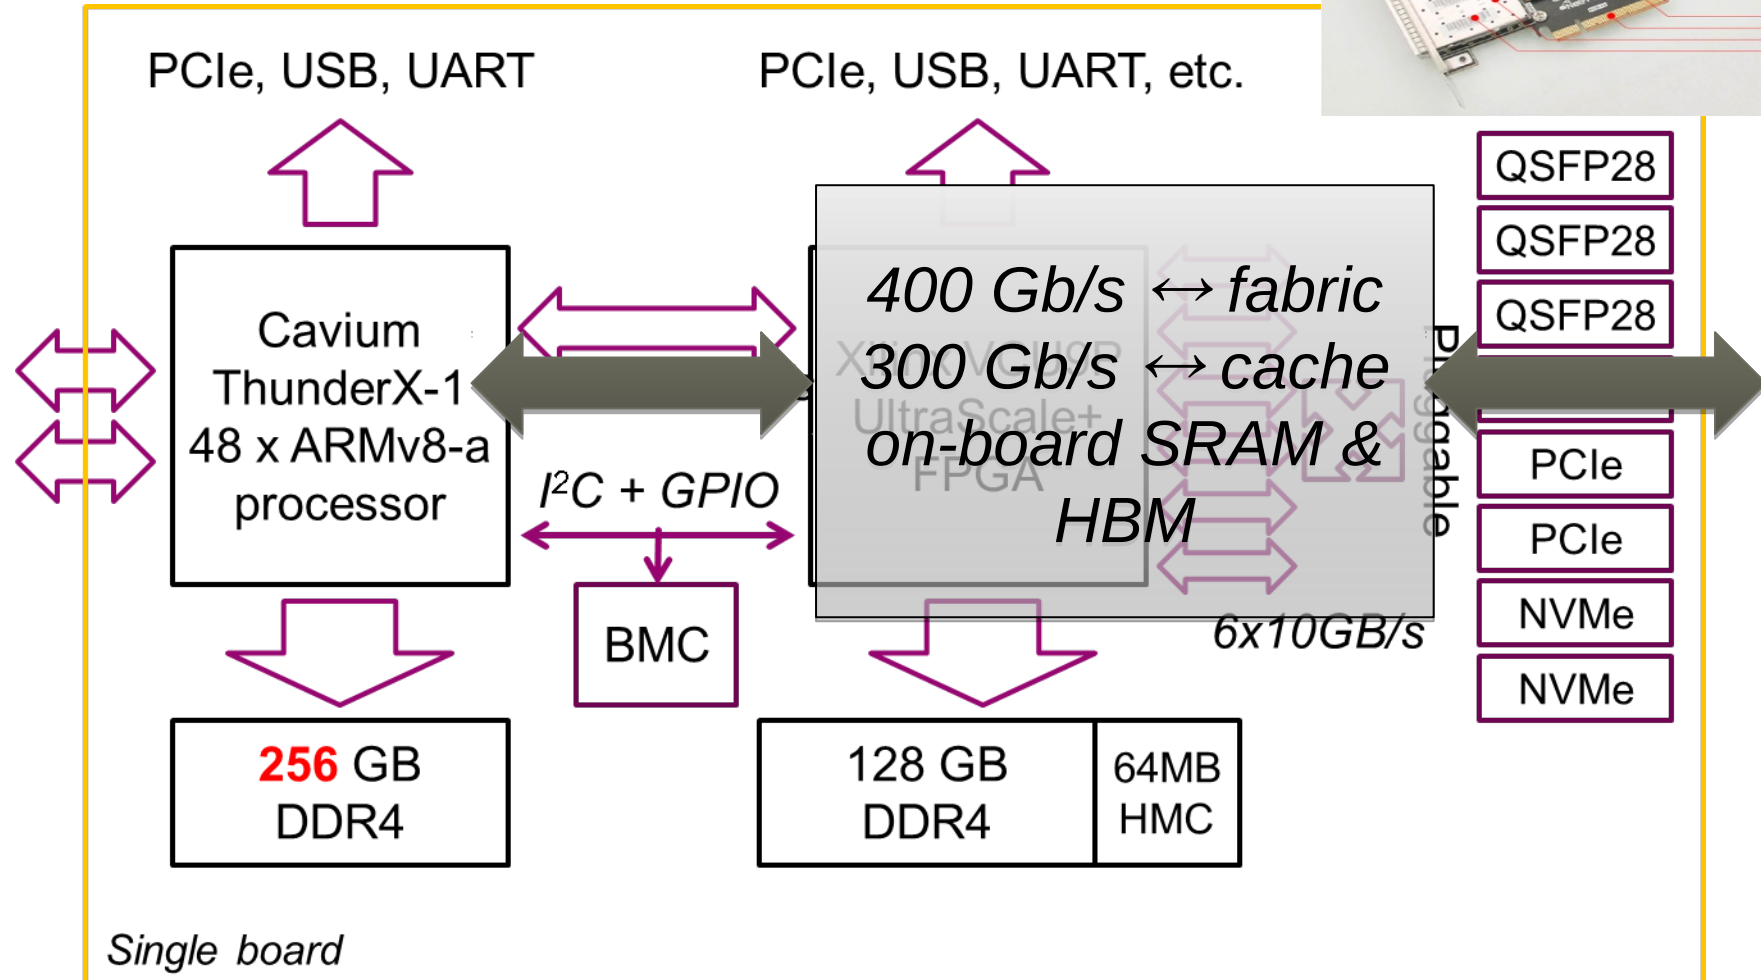 PCIe, USB, UART
PCIe, USB, UART, etc.
Cavium
ThunderX-1
48 x ARMv8-a
processor
I²C + GPIO
BMC
256 GB
DDR4
400 Gb/s ↔ fabric
300 Gb/s ↔ cache
on-board SRAM &
HBM
UltraScale+
FPGA
6x10GB/s
128 GB
DDR4
64MB
HMC
Pluggable
QSFP28
QSFP28
QSFP28
PCIe
PCIe
NVMe
NVMe
Single board